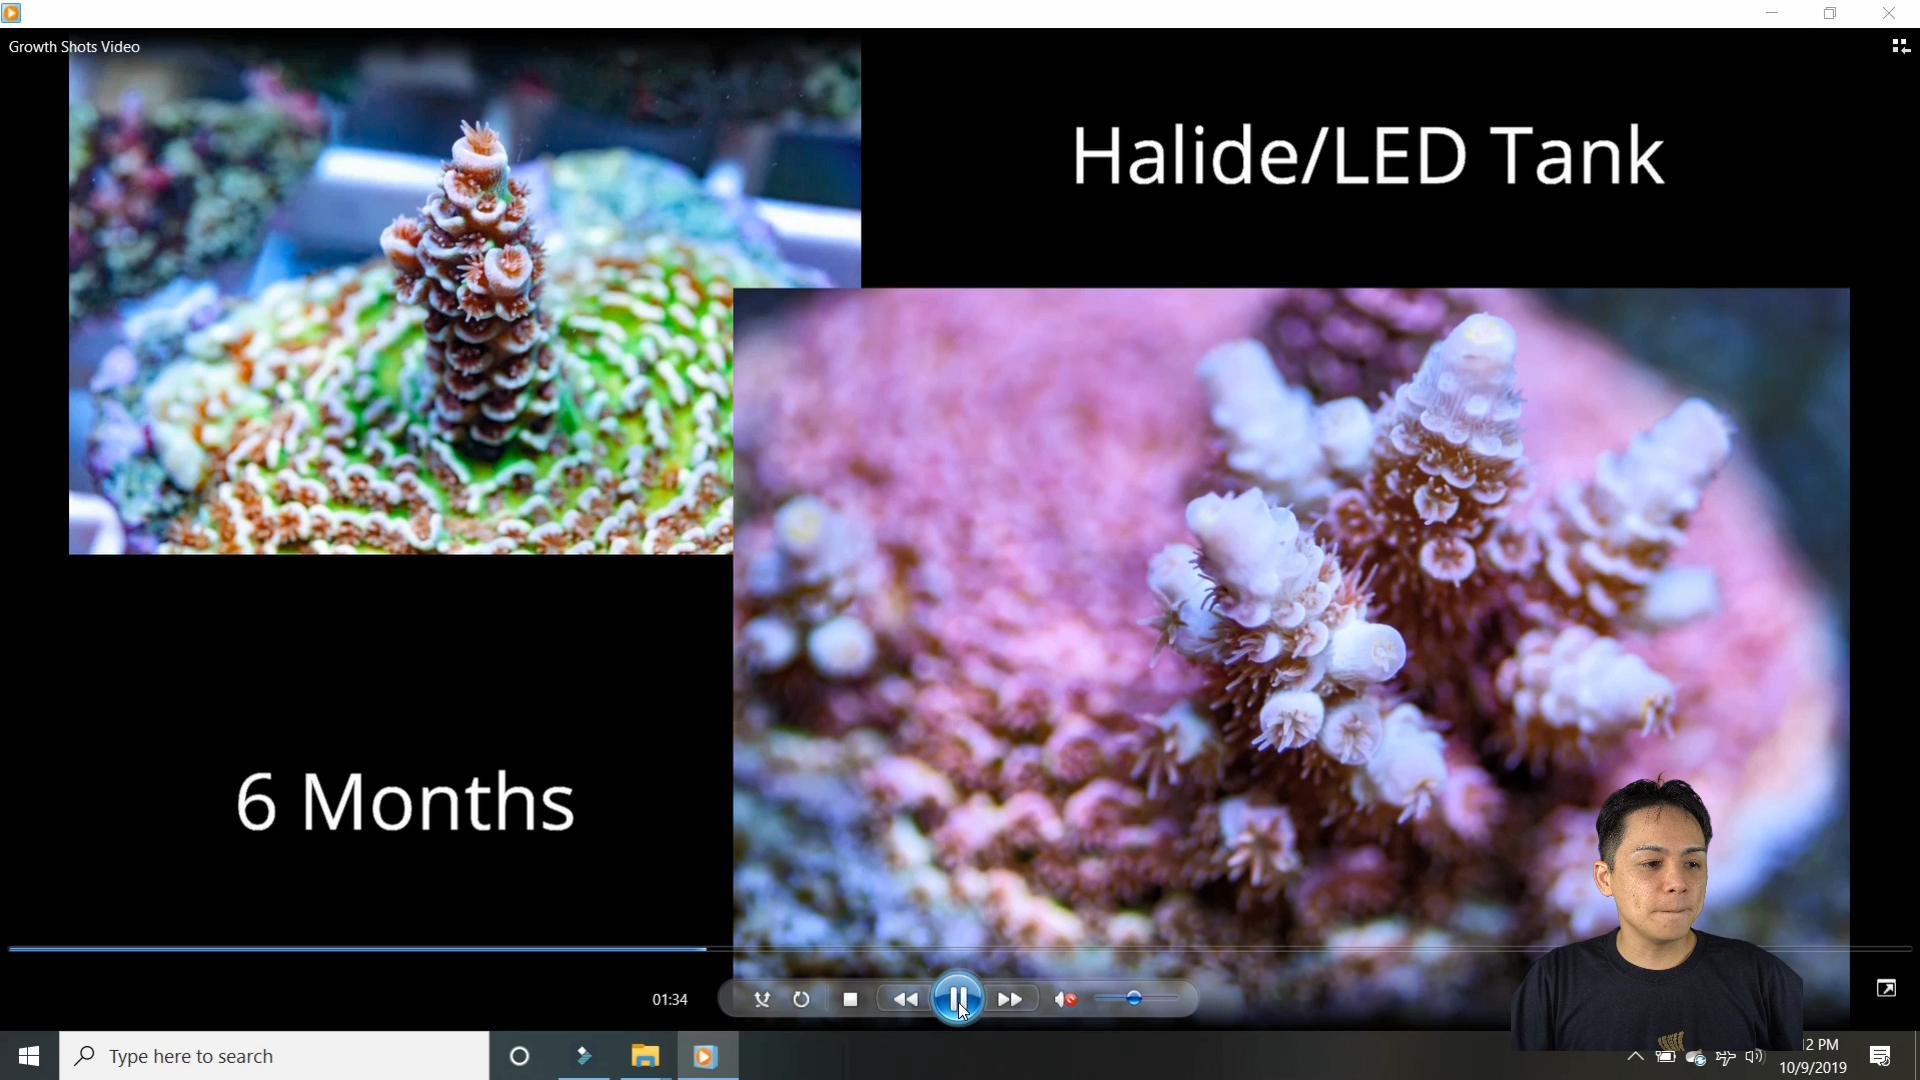 Growth Shots Video
Halide/LED Tank
6 Months
01:34
Type here to search
2 PM
10/9/2019